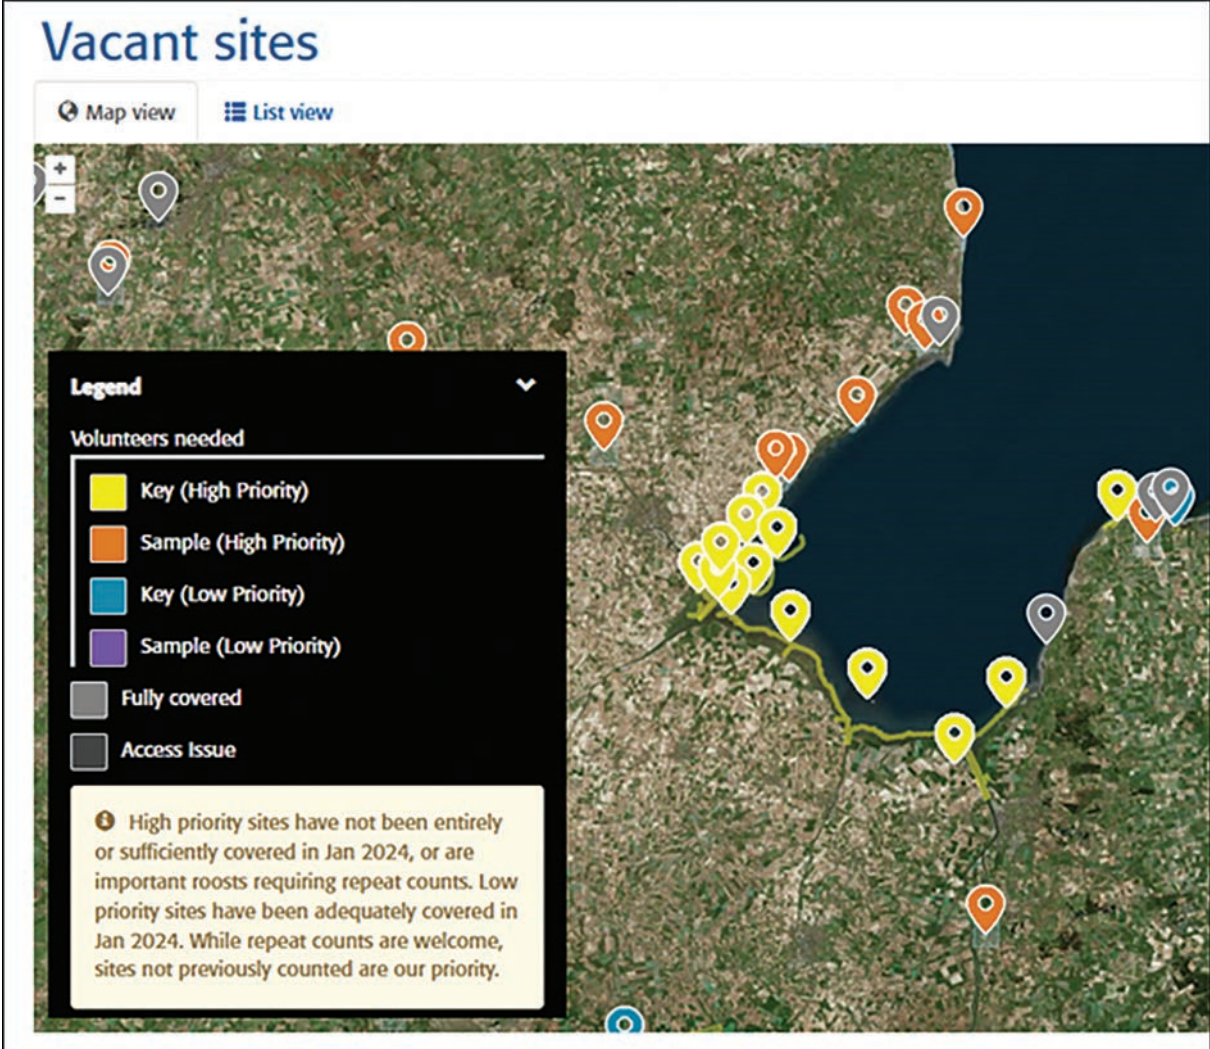 Vacant sites
Map view
List view
+
−
Legend
Volunteers needed
Key (High Priority)
Sample (High Priority)
Key (Low Priority)
Sample (Low Priority)
Fully covered
Access Issue
High priority sites have not been entirely
or sufficiently covered in Jan 2024, or are
important roosts requiring repeat counts. Low
priority sites have been adequately covered in
Jan 2024. While repeat counts are welcome,
sites not previously counted are our priority.